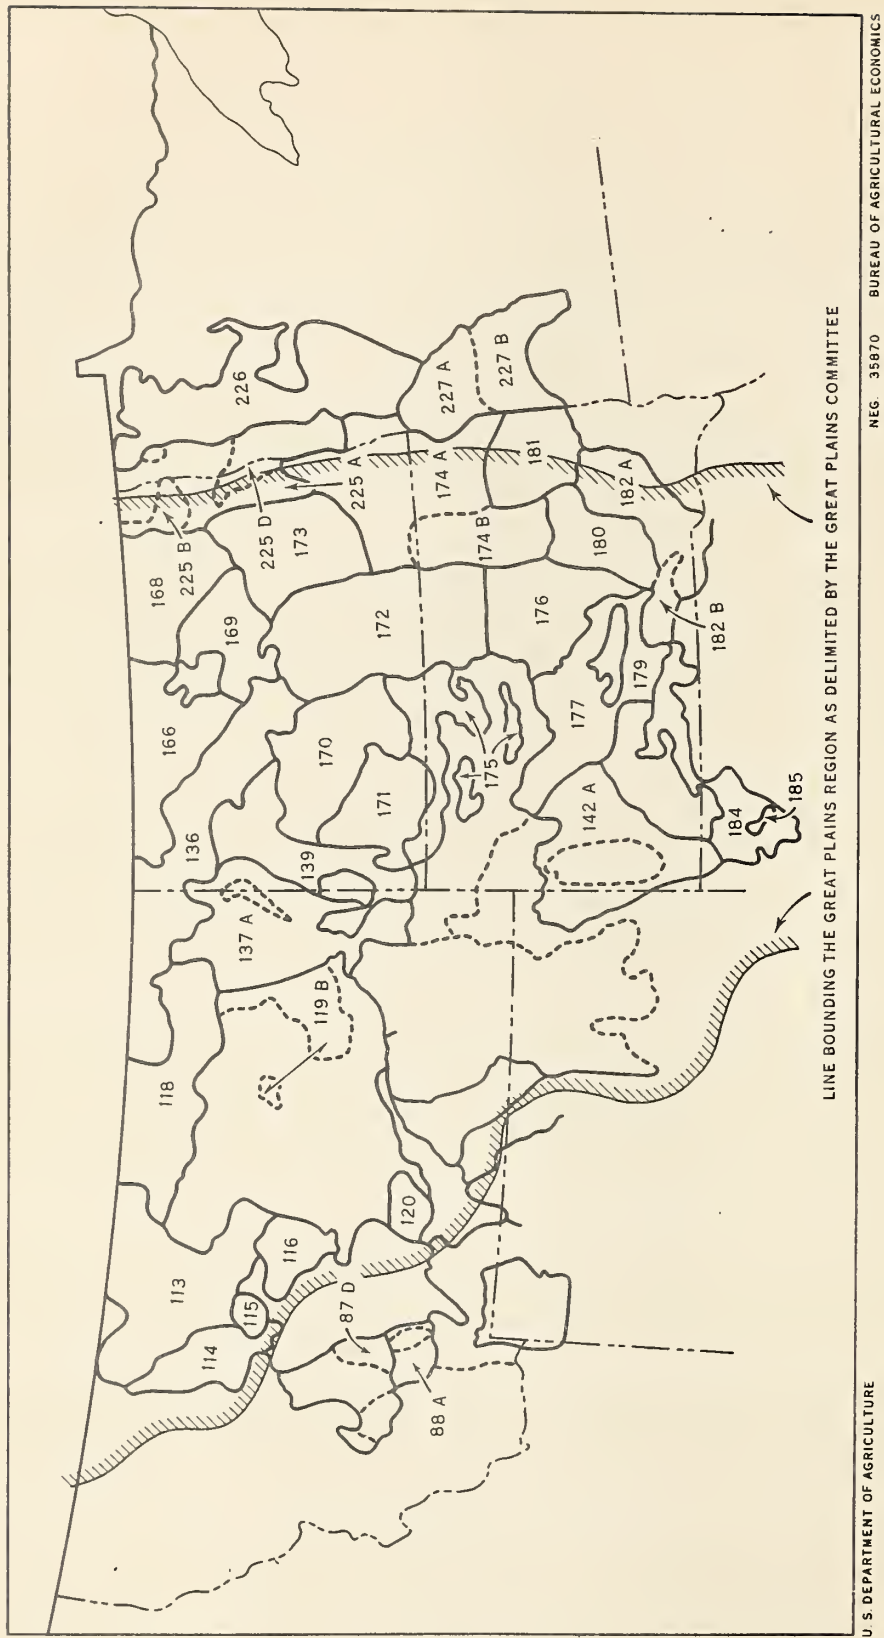 226
227 A
227 B
168
225 B
225 D
173
225 A
174 A
181
182 A
169
172
174 B
180
176
182 B
166
170
171
175
177
179
136
139
142 A
184
185
137 A
119 B
118
120
116
113
115
114
87 D
88 A
LINE BOUNDING THE GREAT PLAINS REGION AS DELIMITED BY THE GREAT PLAINS COMMITTEE
U. S. DEPARTMENT OF AGRICULTURE
NEG. 35870 BUREAU OF AGRICULTURAL ECONOMICS